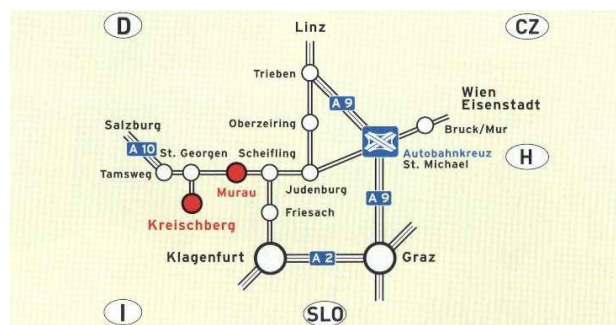 D
CZ
Linz
Trieben
A 9
Wien
Eisenstadt
Oberzeiring
Bruck/Mur
Salzburg
A 10
St. Georgen
Scheifling
Autobahnkreuz
St. Michael
H
Tamsweg
Murau
Judenburg
A 9
Kreischberg
Friesach
Klagenfurt
A 2
Graz
I
SLO